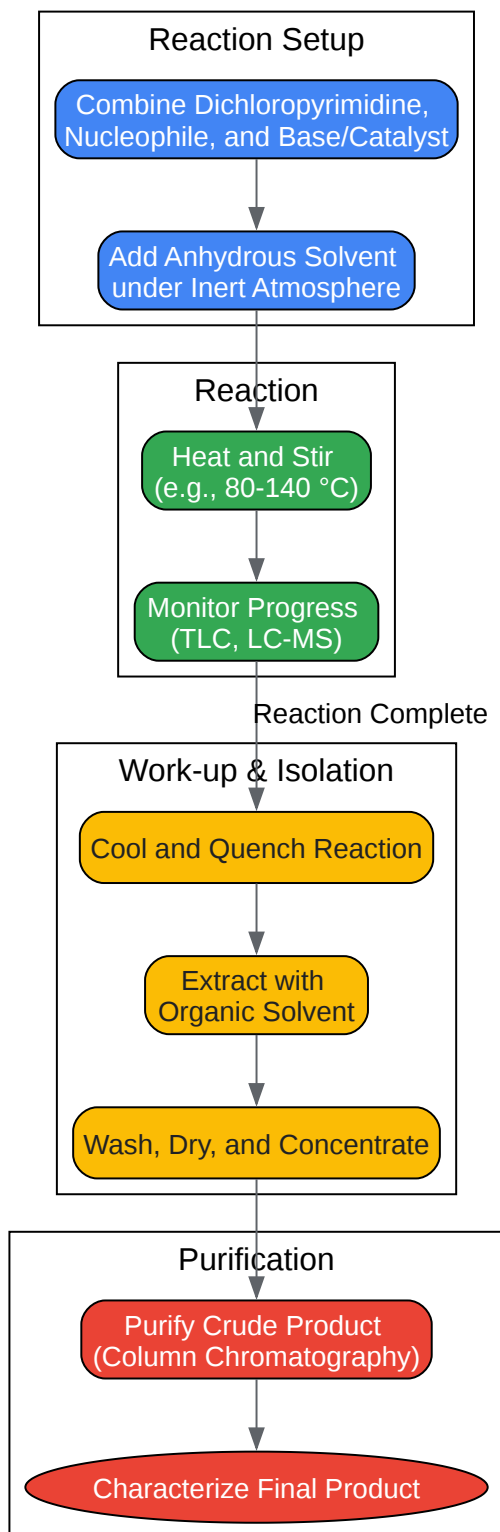 Reaction Setup
Combine Dichloropyrimidine,
Nucleophile, and Base/Catalyst
Add Anhydrous Solvent
under Inert Atmosphere
Reaction
Heat and Stir
(e.g., 80-140 °C)
Monitor Progress
(TLC, LC-MS)
Reaction Complete
Work-up & Isolation
Cool and Quench Reaction
Extract with
Organic Solvent
Wash, Dry, and Concentrate
Purification
Purify Crude Product
(Column Chromatography)
Characterize Final Product